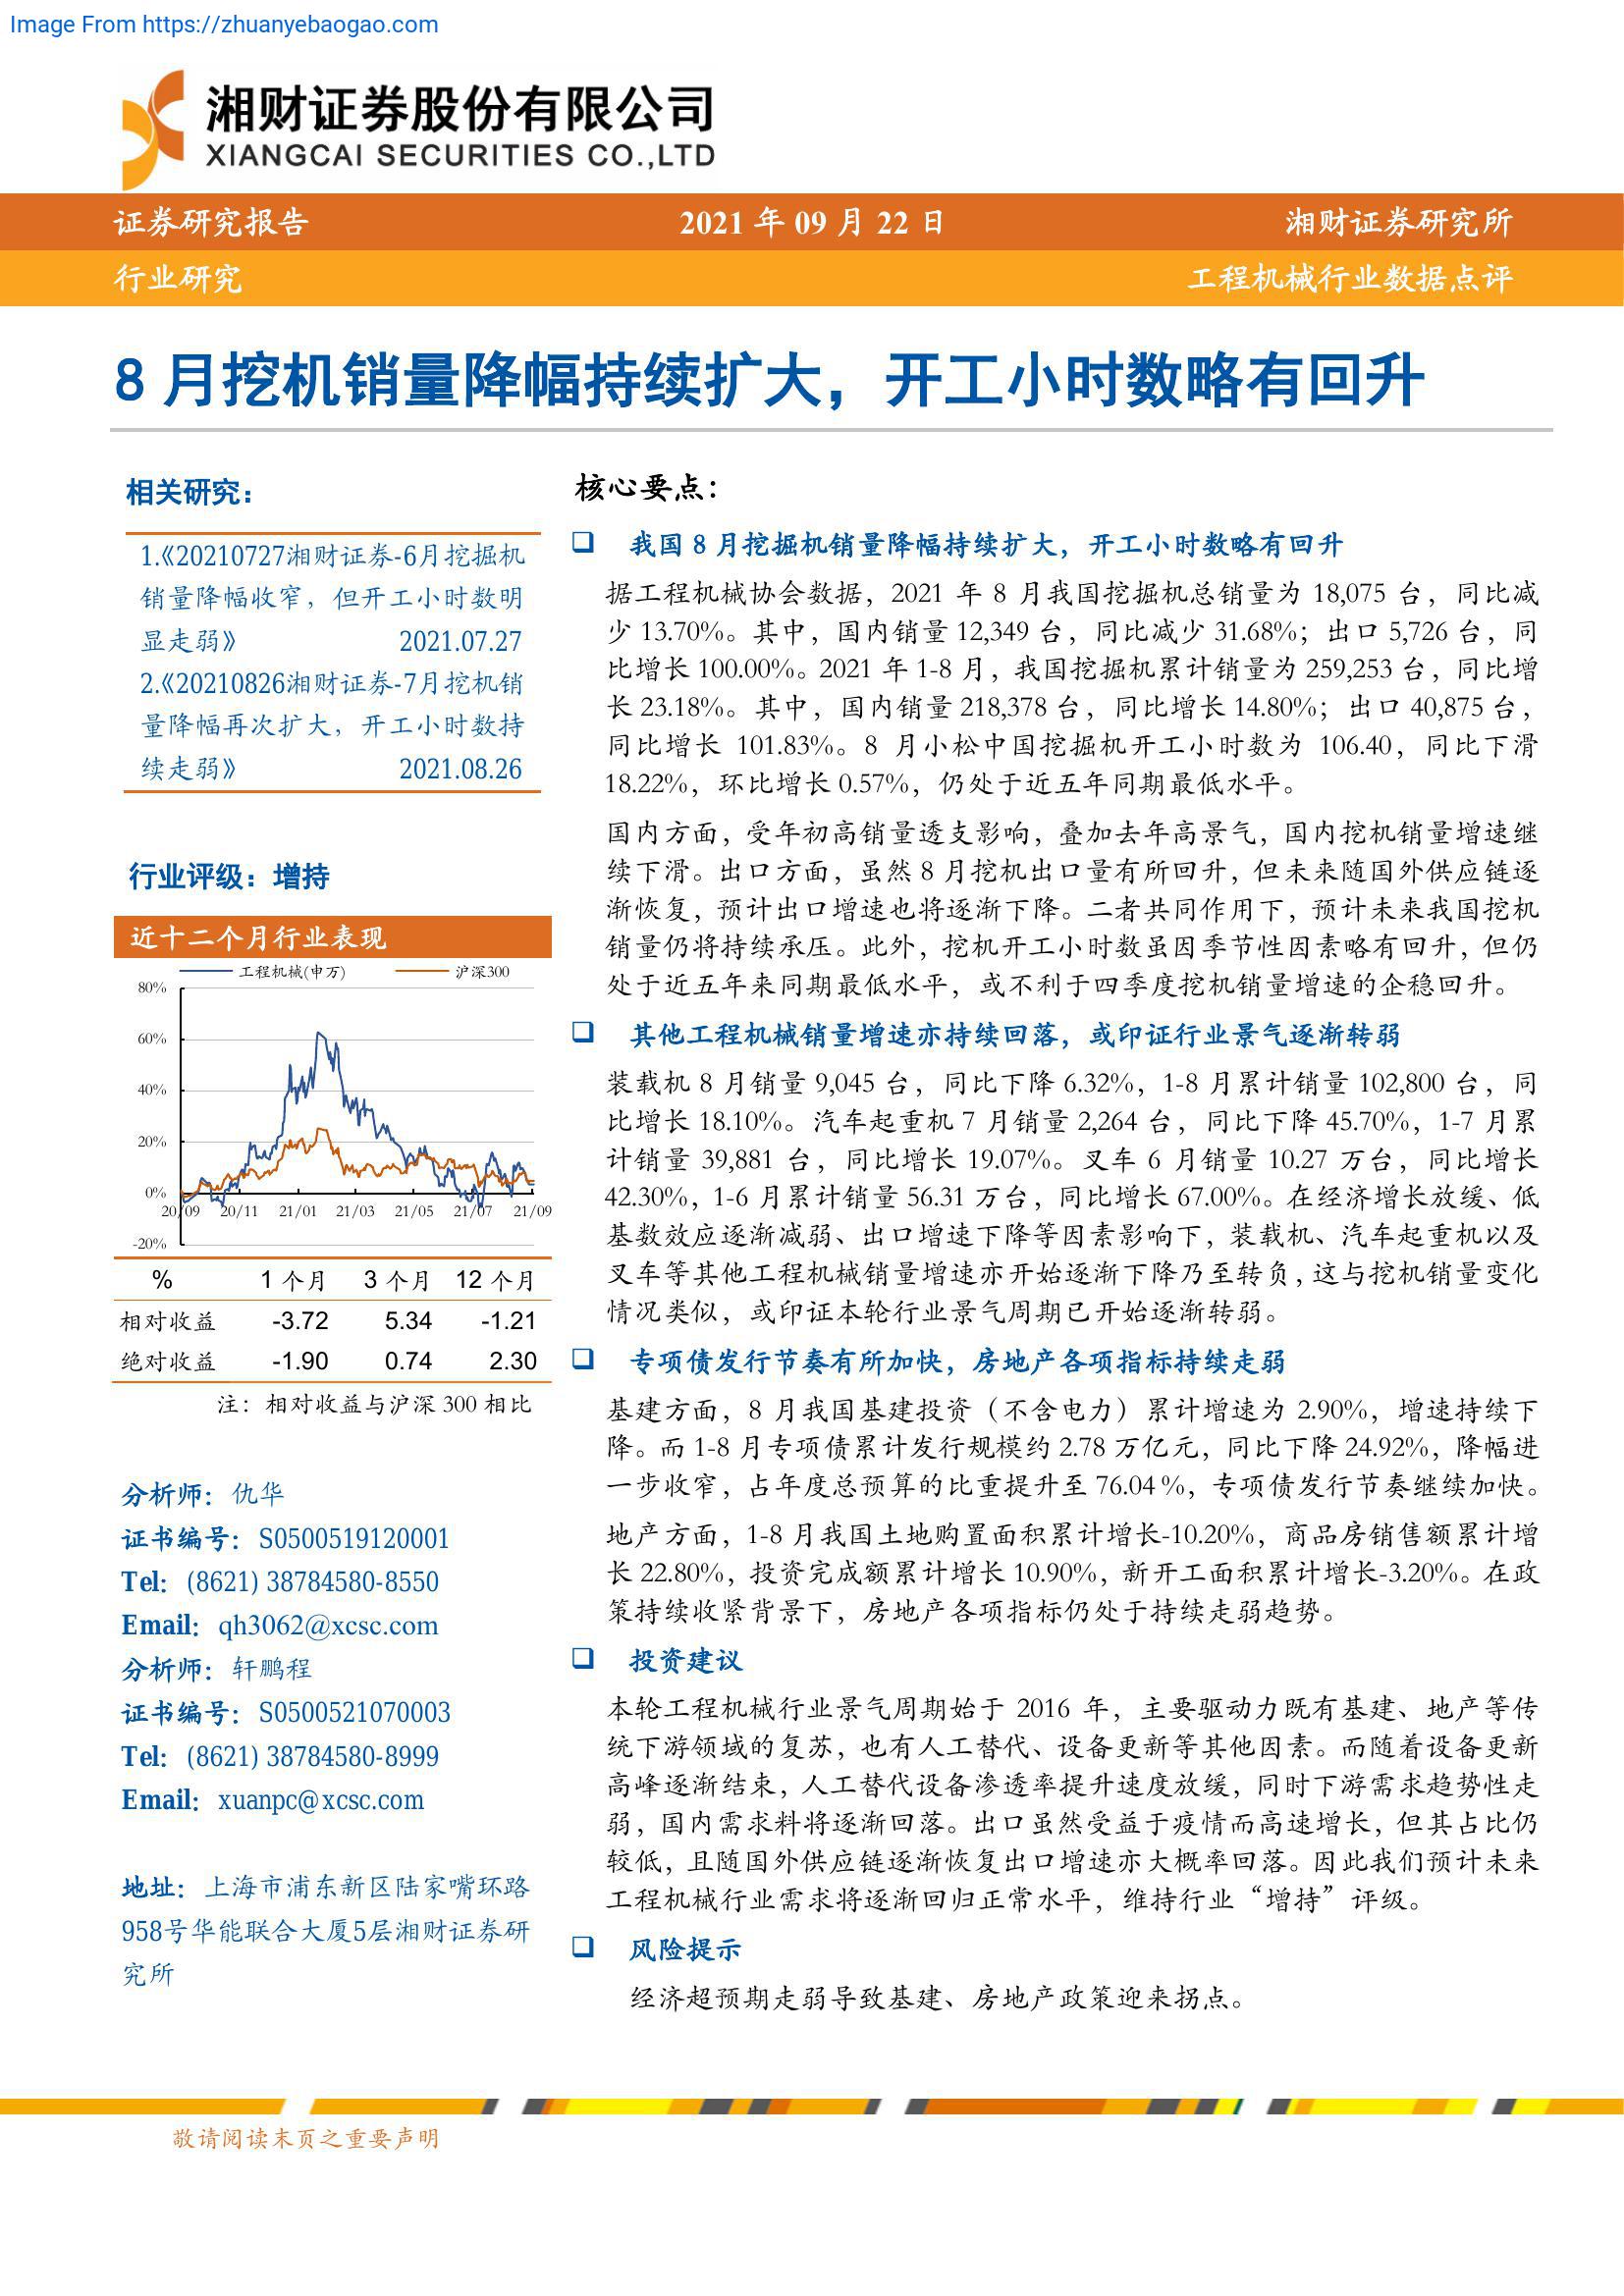 Image From https://zhuanyebaogao.com
湘财证券股份有限公司
XIANGCAI SECURITIES CO.,LTD
证券研究报告 2021 年 09 月 22 日 湘财证券研究所
行业研究 工程机械行业数据点评
8 月挖机销量降幅持续扩大，开工小时数略有回升
相关研究：
1.《20210727湘财证券-6月挖掘机
销量降幅收窄，但开工小时数明
显走弱》 2021.07.27
2.《20210826湘财证券-7月挖机销
量降幅再次扩大，开工小时数持
续走弱》 2021.08.26
行业评级：增持
近十二个月行业表现
工程机械(申万) 沪深300
80%
60%
40%
20%
0%
20/09 20/11 21/01 21/03 21/05 21/07 21/09
-20%
% 1 个月 3 个月 12 个月
相对收益 -3.72 5.34 -1.21
绝对收益 -1.90 0.74 2.30
注：相对收益与沪深 300 相比
分析师：仇华
证书编号：S0500519120001
Tel：(8621) 38784580-8550
Email：qh3062@xcsc.com
分析师：轩鹏程
证书编号：S0500521070003
Tel：(8621) 38784580-8999
Email：xuanpc@xcsc.com
地址：上海市浦东新区陆家嘴环路
958号华能联合大厦5层湘财证券研
究所
核心要点：
❑ 我国 8 月挖掘机销量降幅持续扩大，开工小时数略有回升
据工程机械协会数据，2021 年 8 月我国挖掘机总销量为 18,075 台，同比减
少 13.70%。其中，国内销量 12,349 台，同比减少 31.68%；出口 5,726 台，同
比增长 100.00%。2021 年 1-8 月，我国挖掘机累计销量为 259,253 台，同比增
长 23.18%。其中，国内销量 218,378 台，同比增长 14.80%；出口 40,875 台，
同比增长 101.83%。8 月小松中国挖掘机开工小时数为 106.40，同比下滑
18.22%，环比增长 0.57%，仍处于近五年同期最低水平。
国内方面，受年初高销量透支影响，叠加去年高景气，国内挖机销量增速继
续下滑。出口方面，虽然 8 月挖机出口量有所回升，但未来随国外供应链逐
渐恢复，预计出口增速也将逐渐下降。二者共同作用下，预计未来我国挖机
销量仍将持续承压。此外，挖机开工小时数虽因季节性因素略有回升，但仍
处于近五年来同期最低水平，或不利于四季度挖机销量增速的企稳回升。
❑ 其他工程机械销量增速亦持续回落，或印证行业景气逐渐转弱
装载机 8 月销量 9,045 台，同比下降 6.32%，1-8 月累计销量 102,800 台，同
比增长 18.10%。汽车起重机 7 月销量 2,264 台，同比下降 45.70%，1-7 月累
计销量 39,881 台，同比增长 19.07%。叉车 6 月销量 10.27 万台，同比增长
42.30%，1-6 月累计销量 56.31 万台，同比增长 67.00%。在经济增长放缓、低
基数效应逐渐减弱、出口增速下降等因素影响下，装载机、汽车起重机以及
叉车等其他工程机械销量增速亦开始逐渐下降乃至转负，这与挖机销量变化
情况类似，或印证本轮行业景气周期已开始逐渐转弱。
❑ 专项债发行节奏有所加快，房地产各项指标持续走弱
基建方面，8 月我国基建投资（不含电力）累计增速为 2.90%，增速持续下
降。而 1-8 月专项债累计发行规模约 2.78 万亿元，同比下降 24.92%，降幅进
一步收窄，占年度总预算的比重提升至 76.04%，专项债发行节奏继续加快。
地产方面，1-8 月我国土地购置面积累计增长-10.20%，商品房销售额累计增
长 22.80%，投资完成额累计增长 10.90%，新开工面积累计增长-3.20%。在政
策持续收紧背景下，房地产各项指标仍处于持续走弱趋势。
❑ 投资建议
本轮工程机械行业景气周期始于 2016 年，主要驱动力既有基建、地产等传
统下游领域的复苏，也有人工替代、设备更新等其他因素。而随着设备更新
高峰逐渐结束，人工替代设备渗透率提升速度放缓，同时下游需求趋势性走
弱，国内需求料将逐渐回落。出口虽然受益于疫情而高速增长，但其占比仍
较低，且随国外供应链逐渐恢复出口增速亦大概率回落。因此我们预计未来
工程机械行业需求将逐渐回归正常水平，维持行业“增持”评级。
❑ 风险提示
经济超预期走弱导致基建、房地产政策迎来拐点。
敬请阅读末页之重要声明